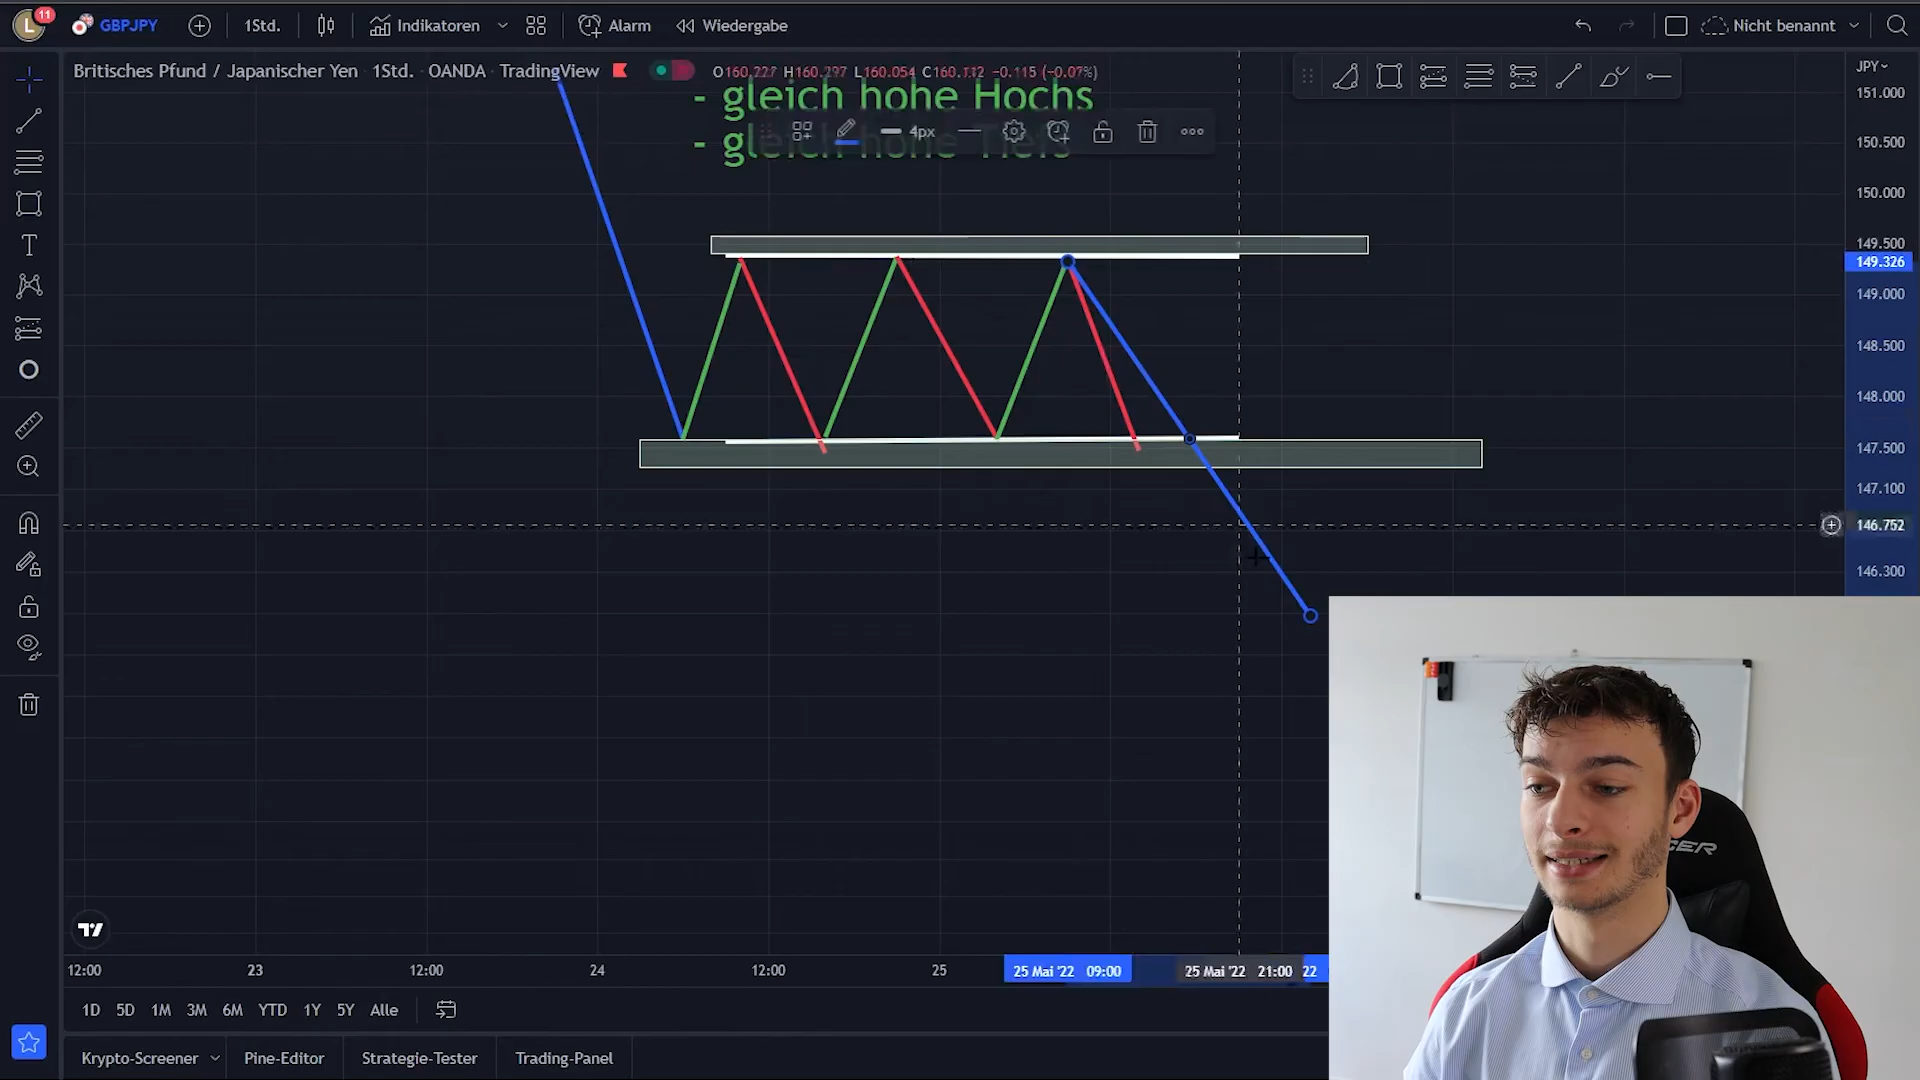 L 11 GBPJPY 1Std. Indikatoren Alarm Wiedergabe Nicht benannt
Britisches Pfund / Japanischer Yen 1Std. OANDA TradingView O160.227 H160.297 L160.054 C160.112 −0.115 (−0.07%)
JPY
- gleich hohe Hochs
4px
- gleich hohe Tiefs
151.000
150.500
150.000
149.500
149.326
149.000
148.500
148.000
147.500
147.100
146.752
146.300
12:00 23 12:00 24 12:00 25 25 Mai '22 09:00 25 Mai '22 21:00 22
1D 5D 1M 3M 6M YTD 1Y 5Y Alle
Krypto-Screener Pine-Editor Strategie-Tester Trading-Panel